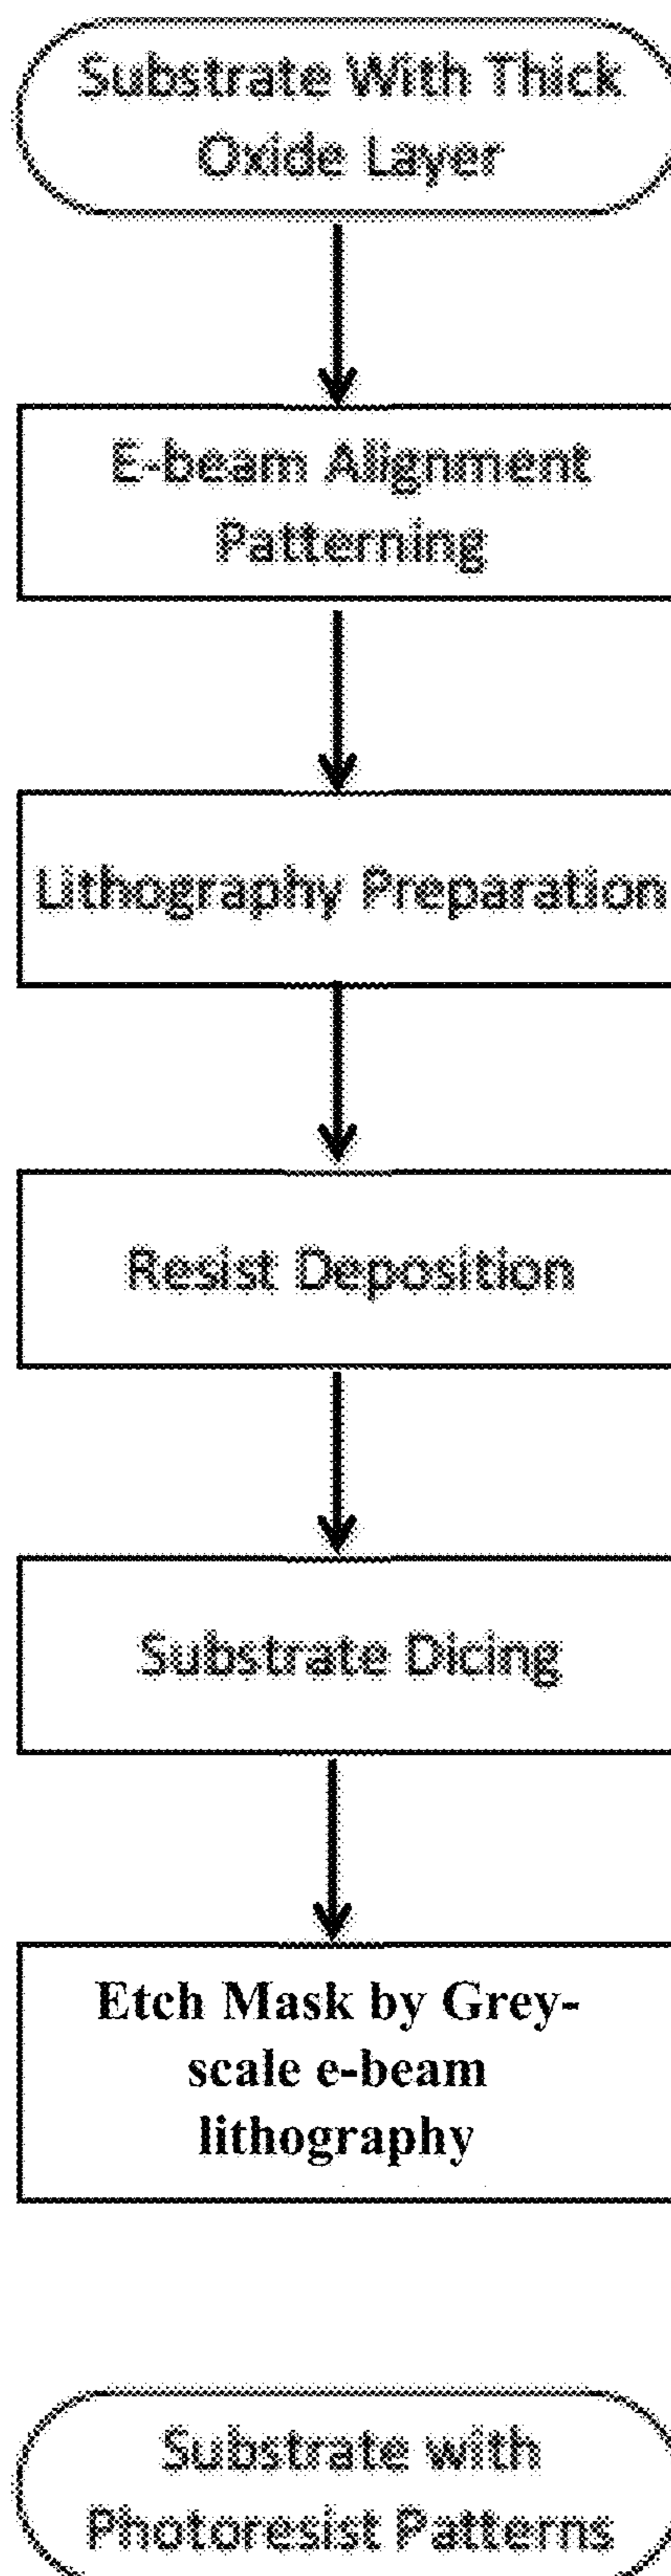 Substrate With Thick
Oxide Layer
E-beam Alignment
Patterning
Lithography Preparation
Resist Deposition
Substrate Dicing
Etch Mask by Grey-
scale e-beam
lithography
Substrate with
Photoresist Patterns